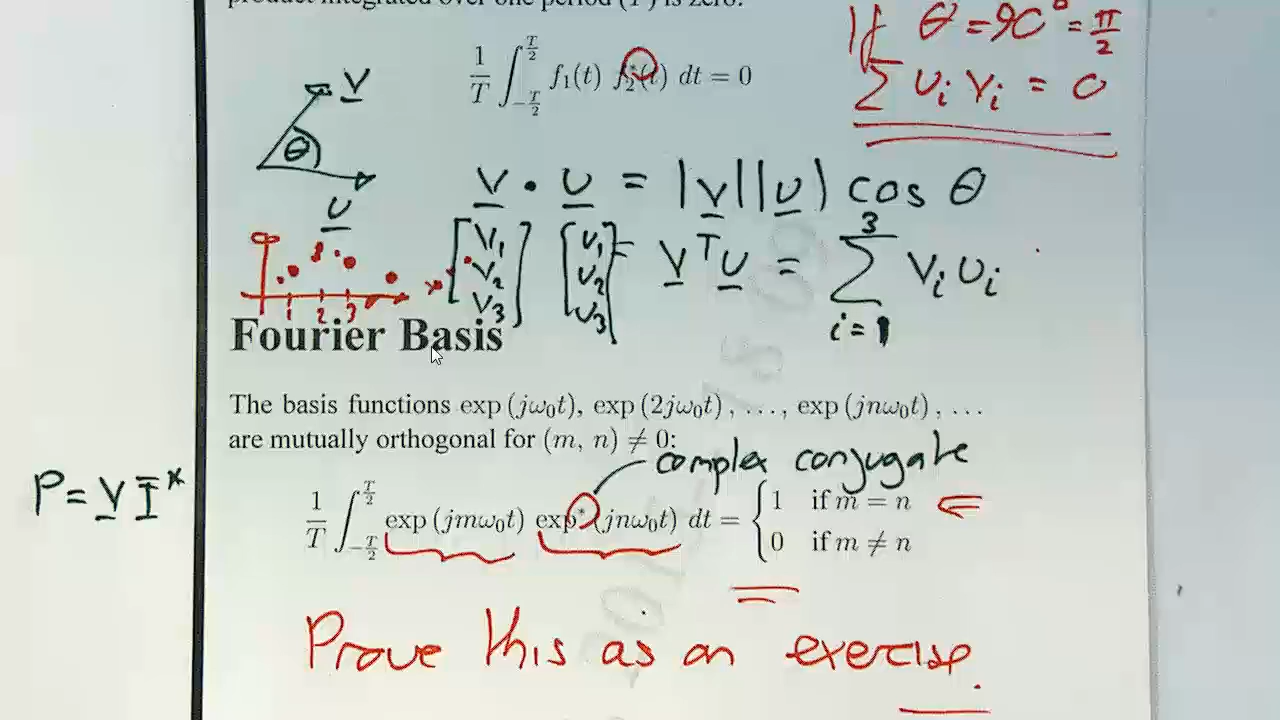 product integrated over one period (T) is zero:
If θ = 90° = π/2
1/T ∫_{-T/2}^{T/2} f₁(t) f₂*(t) dt = 0
∑ Uᵢ Vᵢ = 0
V
θ
U
V · U = |V||U| cos θ
[V₁ V₂ V₃] [U₁ U₂ U₃] = VᵀU = ∑_{i=1}^{3} Vᵢ Uᵢ
1 2 3
Fourier Basis
The basis functions exp (jω₀t), exp (2jω₀t) , ..., exp (jnω₀t) , ...
are mutually orthogonal for (m, n) ≠ 0:
complex conjugate
P = V I*
1/T ∫_{-T/2}^{T/2} exp (jmω₀t) exp* (jnω₀t) dt = { 1 if m = n
0 if m ≠ n
Prove this as an exercise.